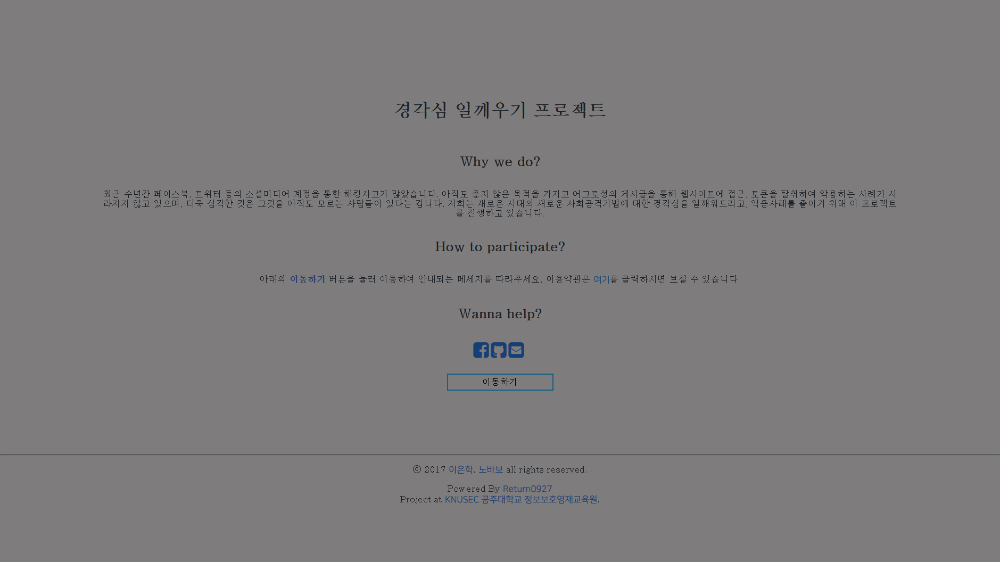 경각심 일깨우기 프로젝트
Why we do?
최근 수년간 페이스북, 트위터 등의 소셜미디어 계정을 통한 해킹사고가 많았습니다. 아직도 좋지 않은 목적을 가지고 어그로성의 게시글을 통해 웹사이트에 접근, 토큰을 탈취하여 악용하는 사례가 사
라지지 않고 있으며, 더욱 심각한 것은 그것을 아직도 모르는 사람들이 있다는 겁니다. 저희는 새로운 시대의 새로운 사회공격기법에 대한 경각심을 일깨워드리고, 악용사례를 줄이기 위해 이 프로젝트
를 진행하고 있습니다.
How to participate?
아래의 이동하기 버튼을 눌러 이동하여 안내되는 메세지를 따라주세요. 이용약관은 여기를 클릭하시면 보실 수 있습니다.
Wanna help?
이동하기
ⓒ 2017 이은학, 노바보 all rights reserved.
Powered By Return0927
Project at KNUSEC 공주대학교 정보보호영재교육원.